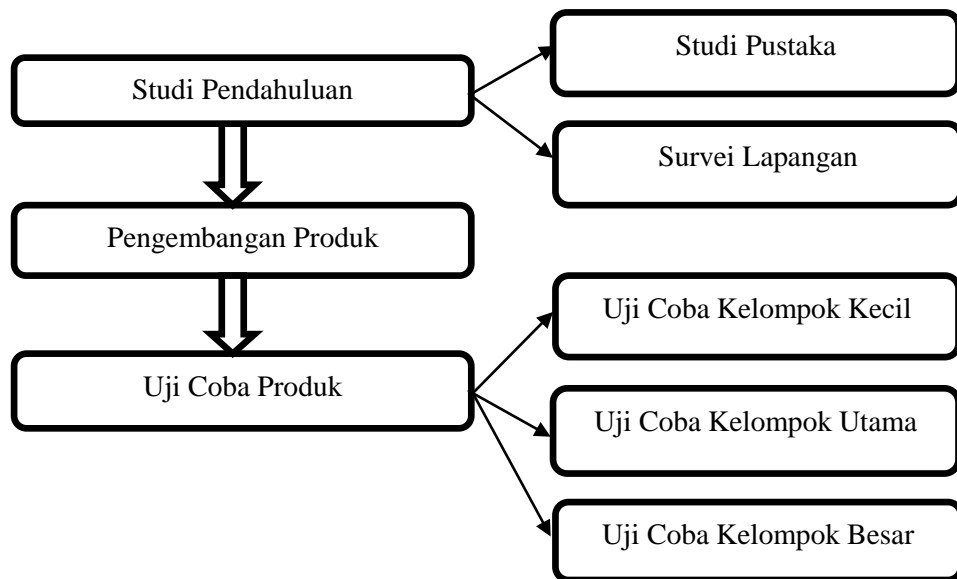 Studi Pustaka
Studi Pendahuluan
Survei Lapangan
Pengembangan Produk
Uji Coba Kelompok Kecil
Uji Coba Produk
Uji Coba Kelompok Utama
Uji Coba Kelompok Besar